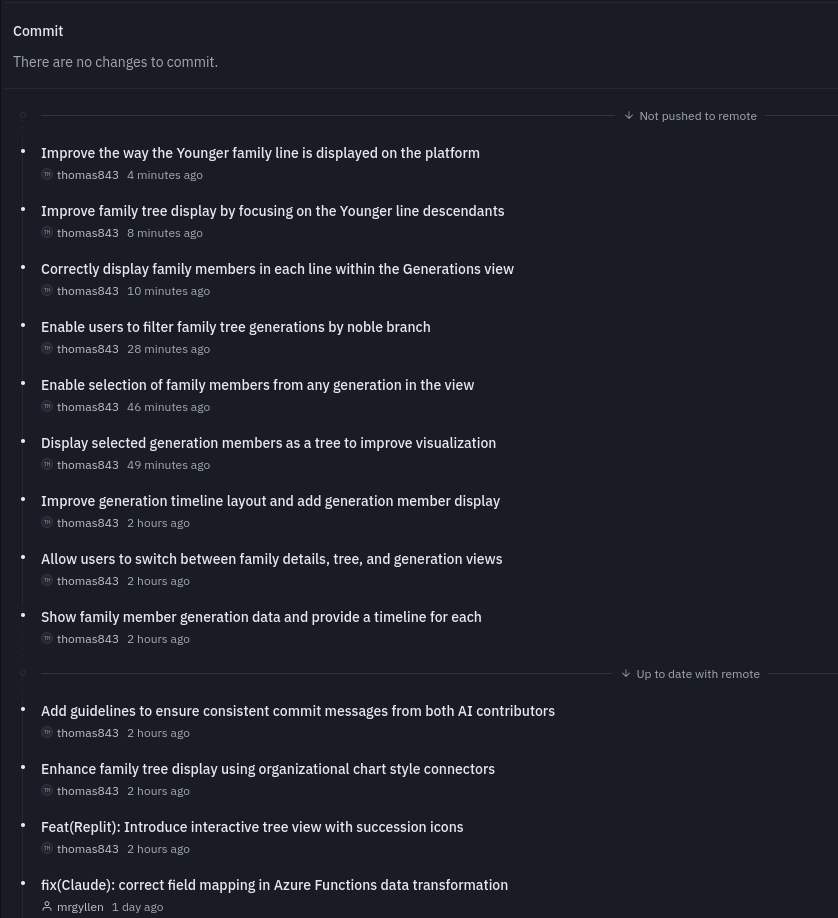 Commit
There are no changes to commit.
↓ Not pushed to remote
Improve the way the Younger family line is displayed on the platform
TH thomas843 4 minutes ago
Improve family tree display by focusing on the Younger line descendants
TH thomas843 8 minutes ago
Correctly display family members in each line within the Generations view
TH thomas843 10 minutes ago
Enable users to filter family tree generations by noble branch
TH thomas843 28 minutes ago
Enable selection of family members from any generation in the view
TH thomas843 46 minutes ago
Display selected generation members as a tree to improve visualization
TH thomas843 49 minutes ago
Improve generation timeline layout and add generation member display
TH thomas843 2 hours ago
Allow users to switch between family details, tree, and generation views
TH thomas843 2 hours ago
Show family member generation data and provide a timeline for each
TH thomas843 2 hours ago
↓ Up to date with remote
Add guidelines to ensure consistent commit messages from both AI contributors
TH thomas843 2 hours ago
Enhance family tree display using organizational chart style connectors
TH thomas843 2 hours ago
Feat(Replit): Introduce interactive tree view with succession icons
TH thomas843 2 hours ago
fix(Claude): correct field mapping in Azure Functions data transformation
mrgyllen 1 day ago